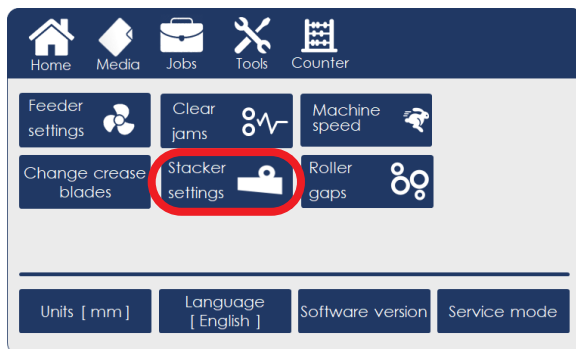 Home Media Jobs Tools Counter
Feeder
settings
Clear
jams
Machine
speed
Change crease
blades
Stacker
settings
Roller
gaps
Units [ mm ]
Language
[ English ]
Software version
Service mode